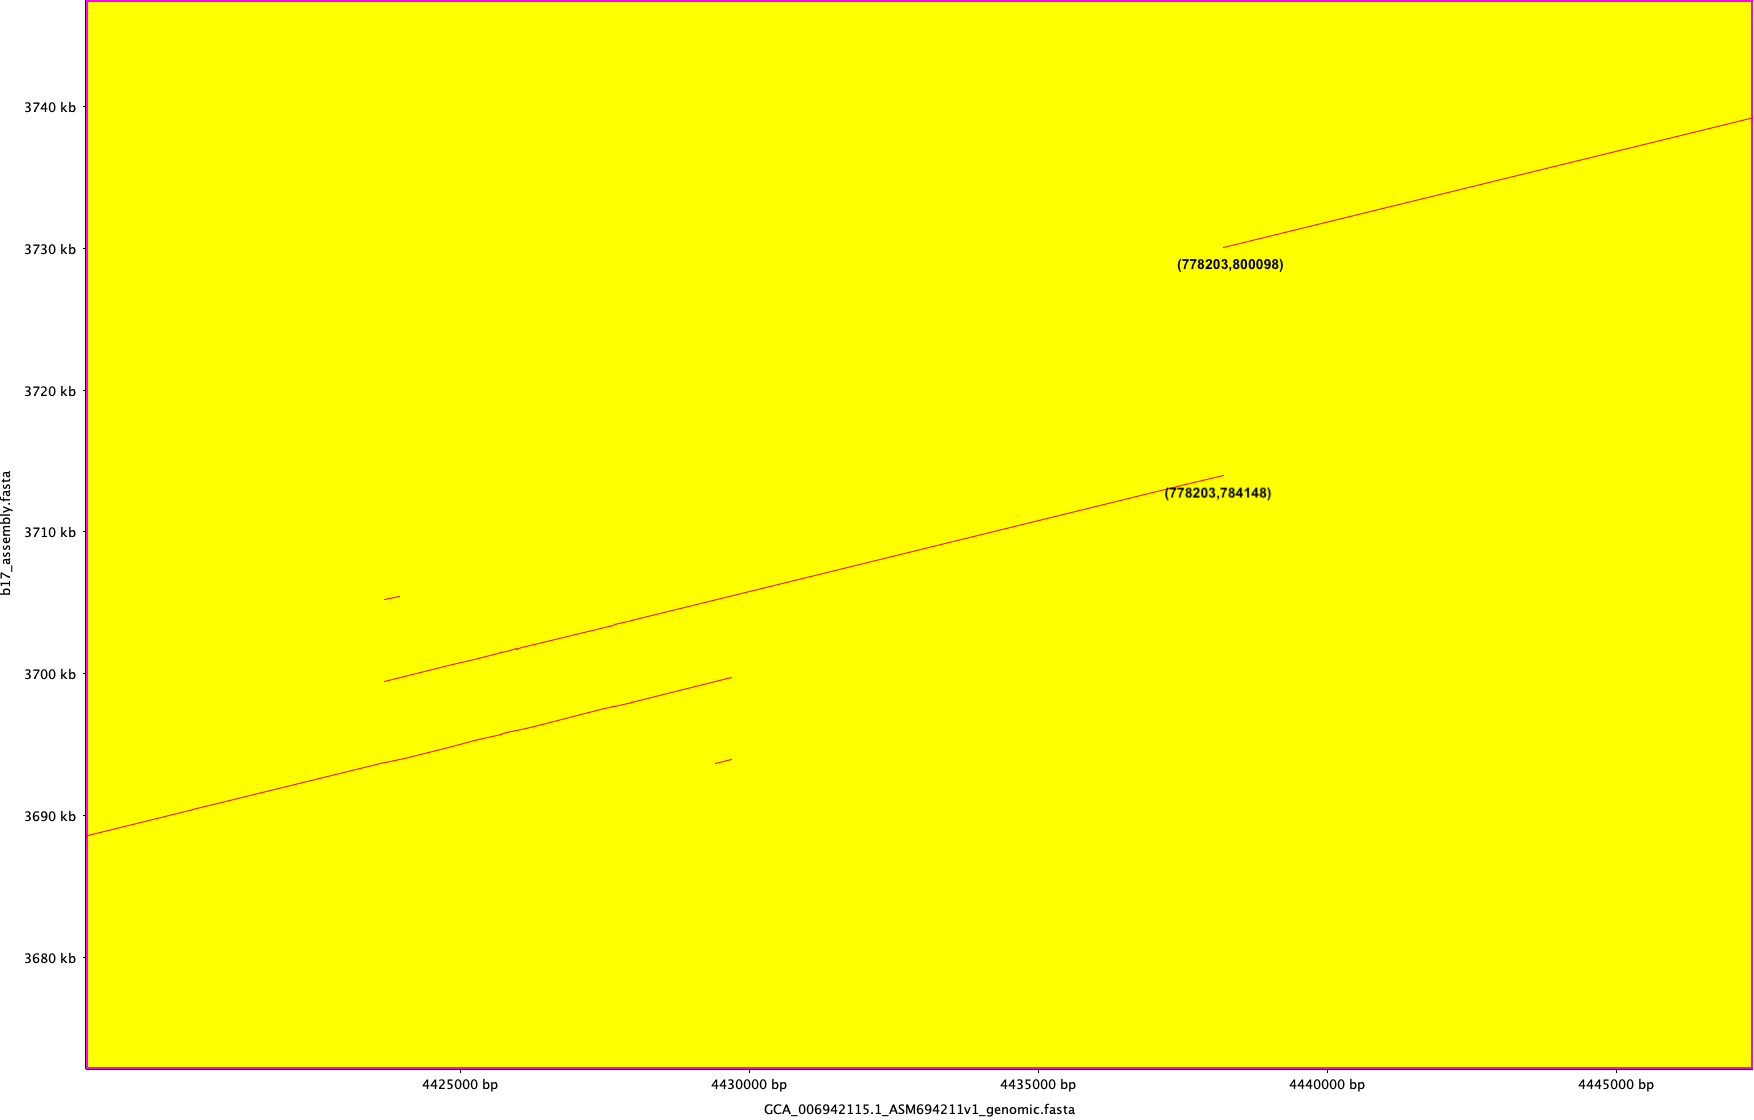 3740 kb
3730 kb
(778203,800098)
3720 kb
(778203,784148)
3710 kb
3700 kb
3690 kb
3680 kb
b17_assembly.fasta
4425000 bp
4430000 bp
4435000 bp
4440000 bp
4445000 bp
GCA_006942115.1_ASM694211v1_genomic.fasta